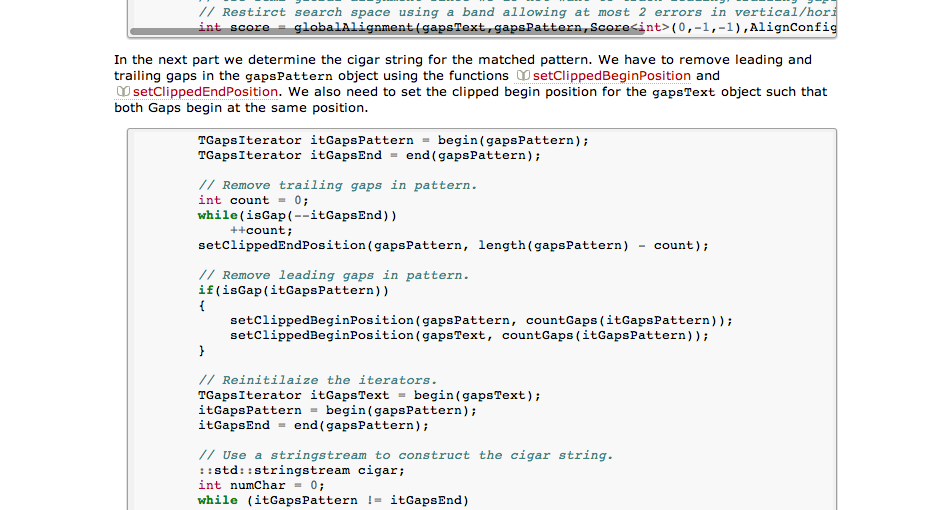 // Restirct search space using a band allowing at most 2 errors in vertical/hori
int score = globalAlignment(gapsText,gapsPattern,Score<int>(0,-1,-1),AlignConfig
In the next part we determine the cigar string for the matched pattern. We have to remove leading and
trailing gaps in the gapsPattern object using the functions setClippedBeginPosition and
setClippedEndPosition. We also need to set the clipped begin position for the gapsText object such that
both Gaps begin at the same position.
TGapsIterator itGapsPattern = begin(gapsPattern);
TGapsIterator itGapsEnd = end(gapsPattern);
// Remove trailing gaps in pattern.
int count = 0;
while(isGap(--itGapsEnd))
++count;
setClippedEndPosition(gapsPattern, length(gapsPattern) - count);
// Remove leading gaps in pattern.
if(isGap(itGapsPattern))
{
setClippedBeginPosition(gapsPattern, countGaps(itGapsPattern));
setClippedBeginPosition(gapsText, countGaps(itGapsPattern));
}
// Reinitilaize the iterators.
TGapsIterator itGapsText = begin(gapsText);
itGapsPattern = begin(gapsPattern);
itGapsEnd = end(gapsPattern);
// Use a stringstream to construct the cigar string.
::std::stringstream cigar;
int numChar = 0;
while (itGapsPattern != itGapsEnd)